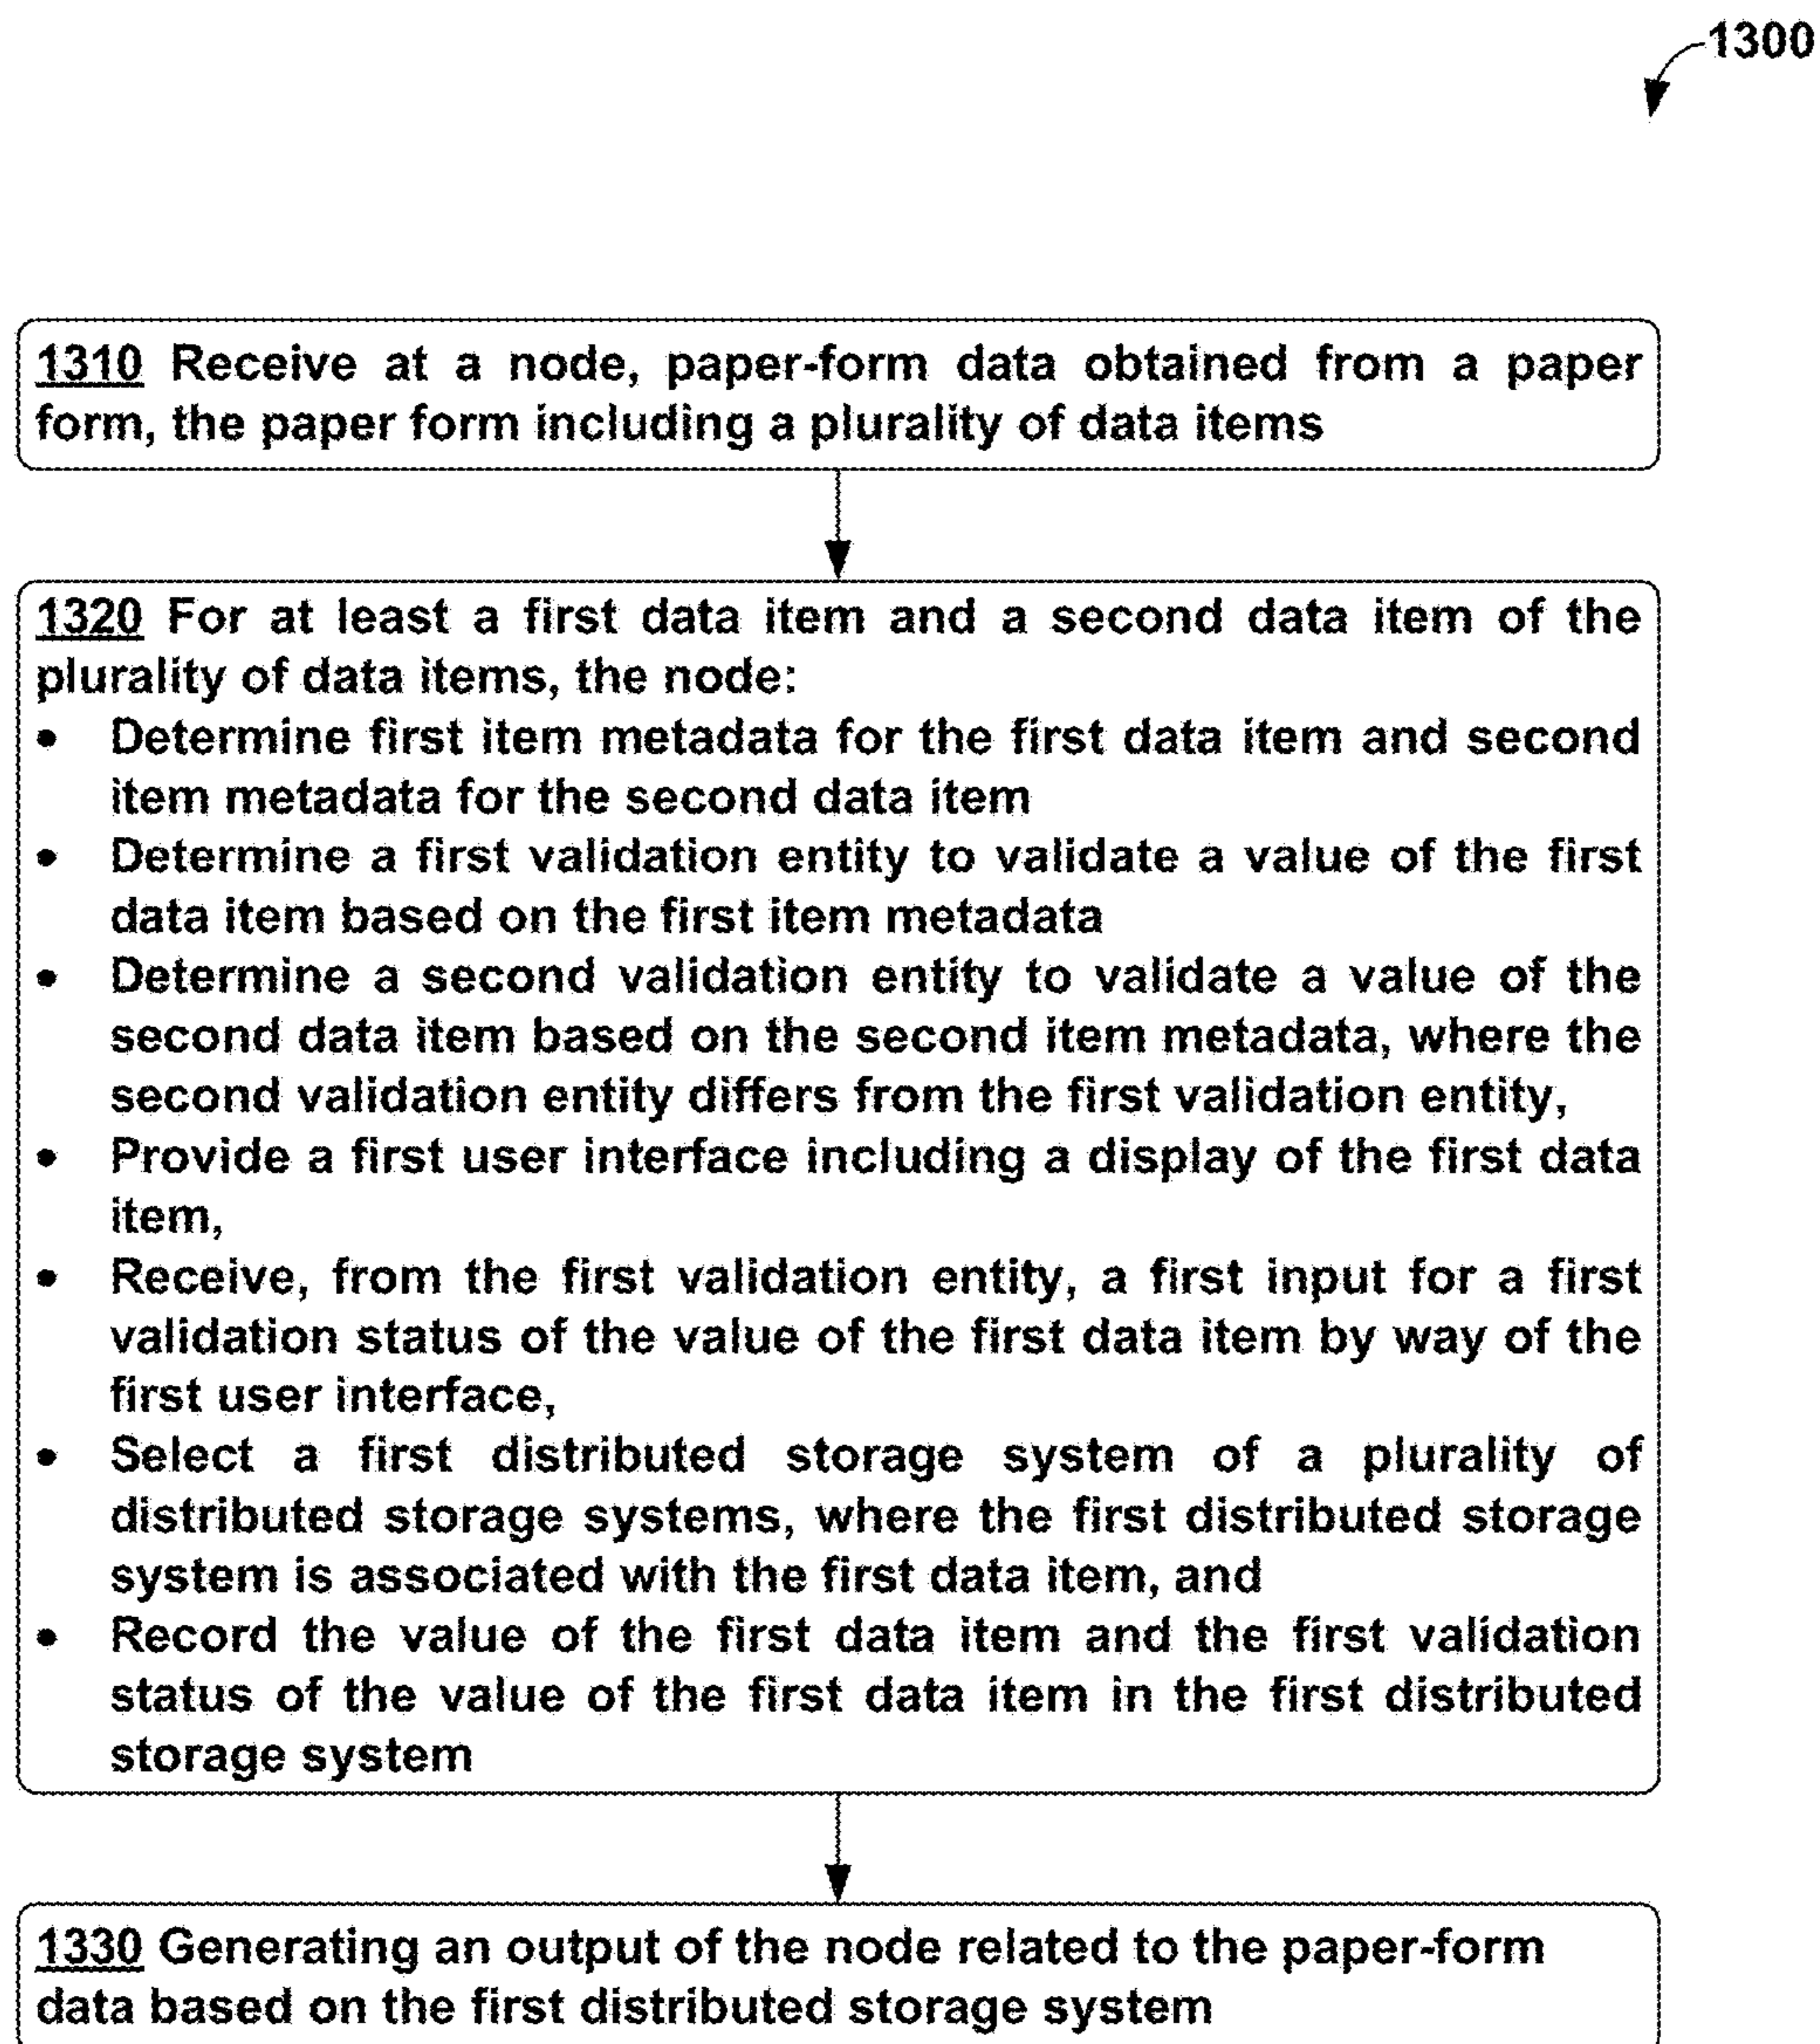 1300
1310 Receive at a node, paper-form data obtained from a paper
form, the paper form including a plurality of data items
1320 For at least a first data item and a second data item of the
plurality of data items, the node:
• Determine first item metadata for the first data item and second
item metadata for the second data item
• Determine a first validation entity to validate a value of the first
data item based on the first item metadata
• Determine a second validation entity to validate a value of the
second data item based on the second item metadata, where the
second validation entity differs from the first validation entity,
• Provide a first user interface including a display of the first data
item,
• Receive, from the first validation entity, a first input for a first
validation status of the value of the first data item by way of the
first user interface,
• Select a first distributed storage system of a plurality of
distributed storage systems, where the first distributed storage
system is associated with the first data item, and
• Record the value of the first data item and the first validation
status of the value of the first data item in the first distributed
storage system
1330 Generating an output of the node related to the paper-form
data based on the first distributed storage system